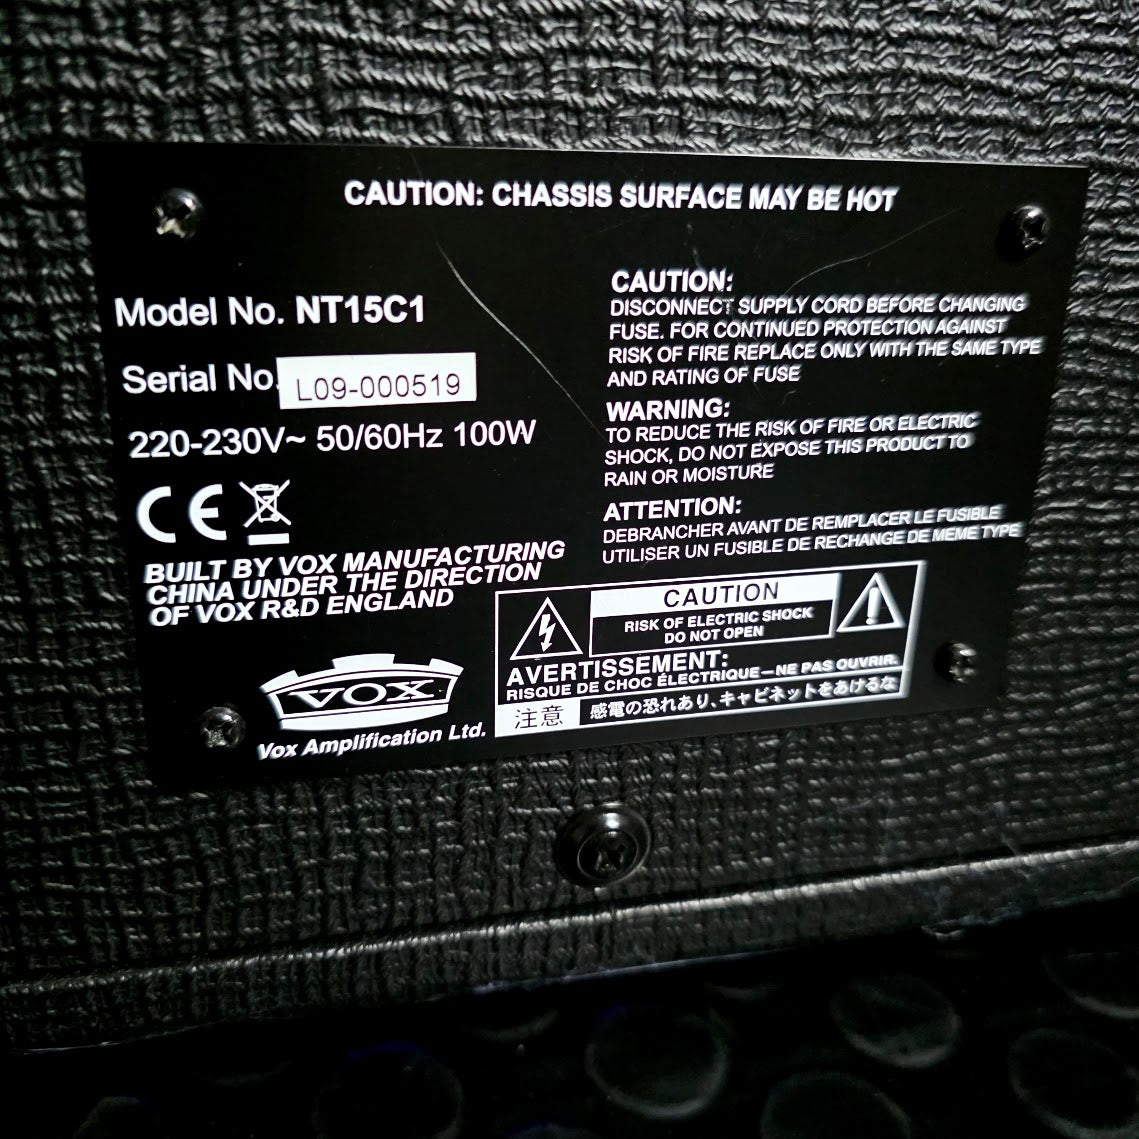 CAUTION: CHASSIS SURFACE MAY BE HOT
Model No. NT15C1
Serial No. L09-000519
220-230V~ 50/60Hz 100W
CE
BUILT BY VOX MANUFACTURING
CHINA UNDER THE DIRECTION
OF VOX R&D ENGLAND
VOX
Vox Amplification Ltd.
CAUTION:
DISCONNECT SUPPLY CORD BEFORE CHANGING
FUSE. FOR CONTINUED PROTECTION AGAINST
RISK OF FIRE REPLACE ONLY WITH THE SAME TYPE
AND RATING OF FUSE
WARNING:
TO REDUCE THE RISK OF FIRE OR ELECTRIC
SHOCK, DO NOT EXPOSE THIS PRODUCT TO
RAIN OR MOISTURE
ATTENTION:
DEBRANCHER AVANT DE REMPLACER LE FUSIBLE
UTILISER UN FUSIBLE DE RECHANGE DE MEME TYPE
CAUTION
RISK OF ELECTRIC SHOCK
DO NOT OPEN
AVERTISSEMENT:
RISQUE DE CHOC ÉLECTRIQUE—NE PAS OUVRIR.
注意 感電の恐れあり、キャビネットをあけるな